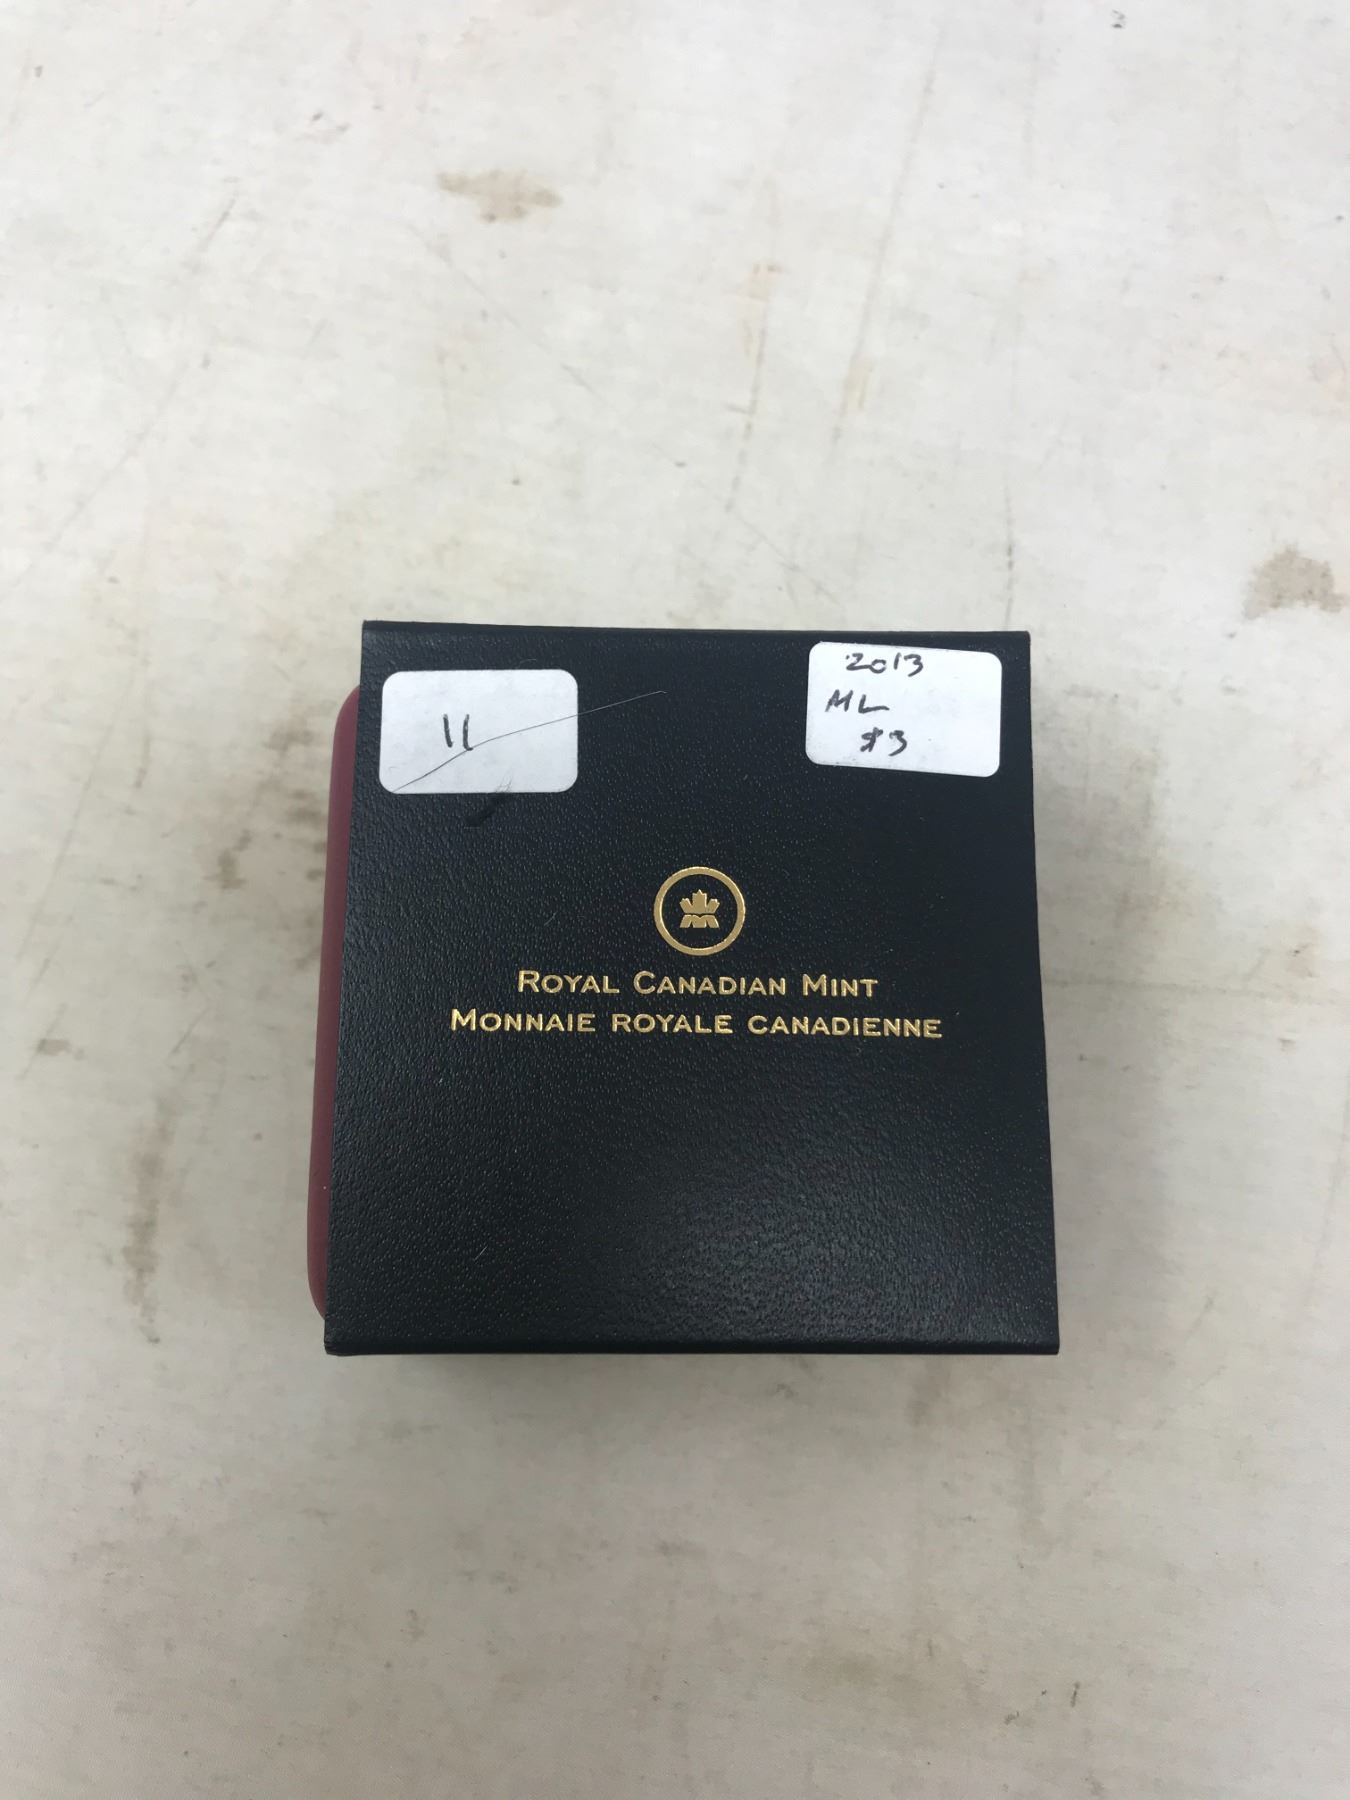 11
2013
ML
$3
ROYAL CANADIAN MINT
MONNAIE ROYALE CANADIENNE